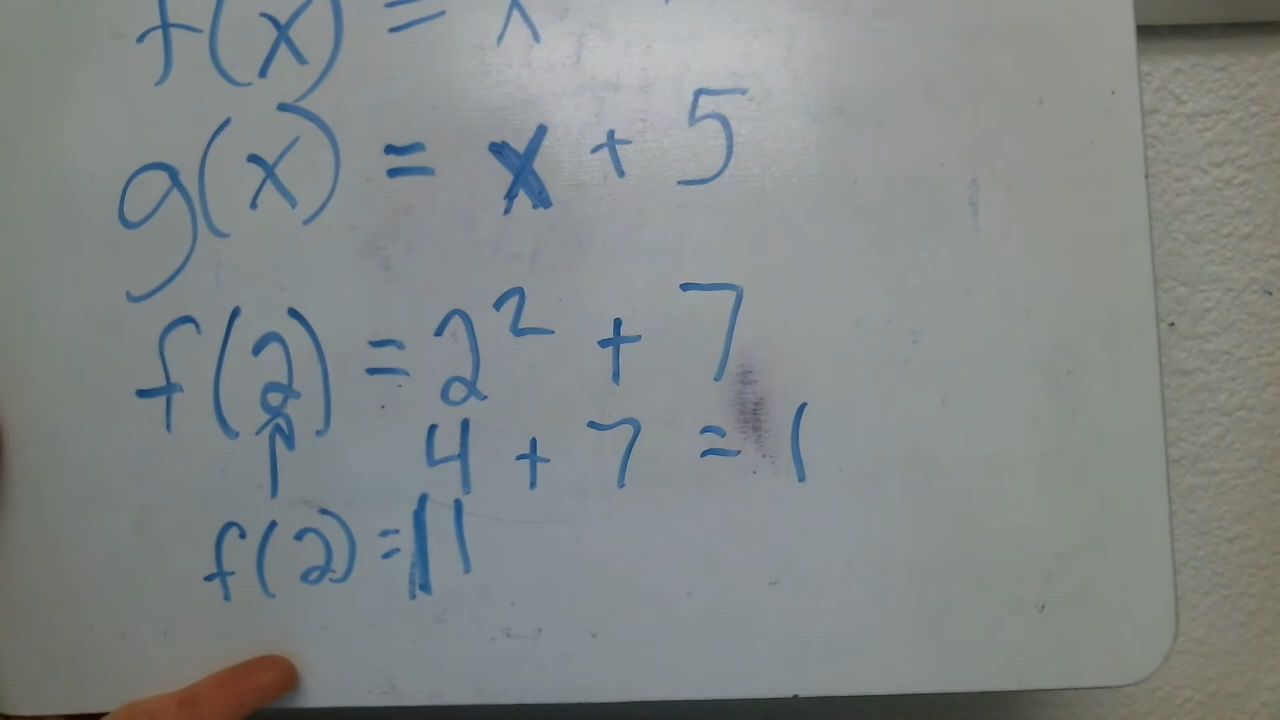 f(x) = x
g(x) = x + 5
f(2) = 2² + 7
4 + 7 = 1
f(2) = 11